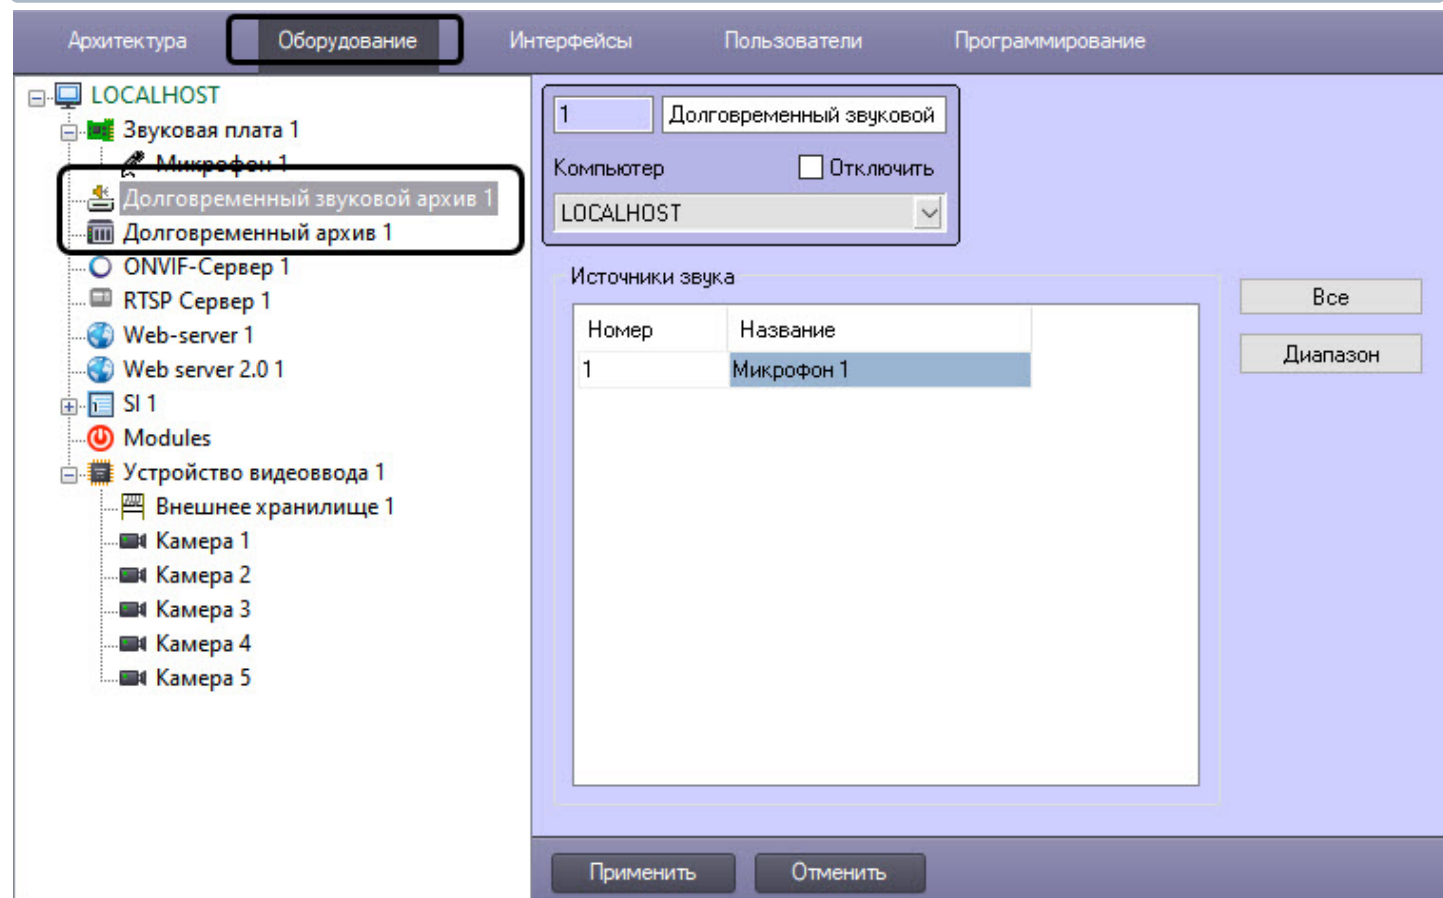 Архитектура Оборудование Интерфейсы Пользователи Программирование
LOCALHOST
Звуковая плата 1
Микрофон 1
Долговременный звуковой архив 1
Долговременный архив 1
ONVIF-Сервер 1
RTSP Сервер 1
Web-server 1
Web server 2.0 1
SI 1
Modules
Устройство видеоввода 1
Внешнее хранилище 1
Камера 1
Камера 2
Камера 3
Камера 4
Камера 5
1 Долговременный звуковой
Компьютер Отключить
LOCALHOST
Источники звука
Номер Название
1 Микрофон 1
Все
Диапазон
Применить Отменить